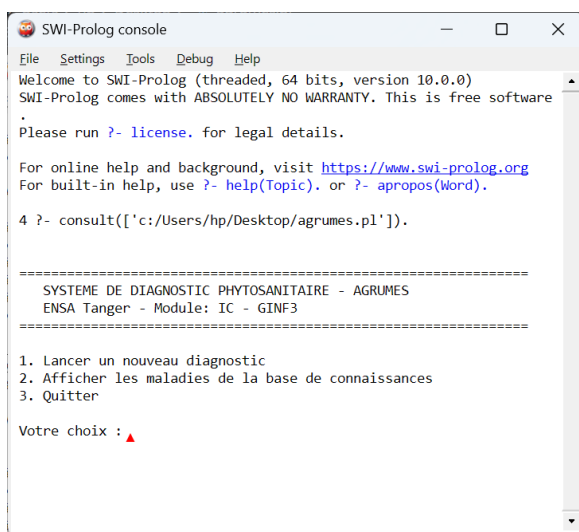 SWI-Prolog console
File Settings Tools Debug Help
Welcome to SWI-Prolog (threaded, 64 bits, version 10.0.0)
SWI-Prolog comes with ABSOLUTELY NO WARRANTY. This is free software
.
Please run ?- license. for legal details.
For online help and background, visit https://www.swi-prolog.org
For built-in help, use ?- help(Topic). or ?- apropos(Word).
4 ?- consult(['c:/Users/hp/Desktop/agrumes.pl']).
================================================================
SYSTEME DE DIAGNOSTIC PHYTOSANITAIRE - AGRUMES
ENSA Tanger - Module: IC - GINF3
================================================================
1. Lancer un nouveau diagnostic
2. Afficher les maladies de la base de connaissances
3. Quitter
Votre choix :